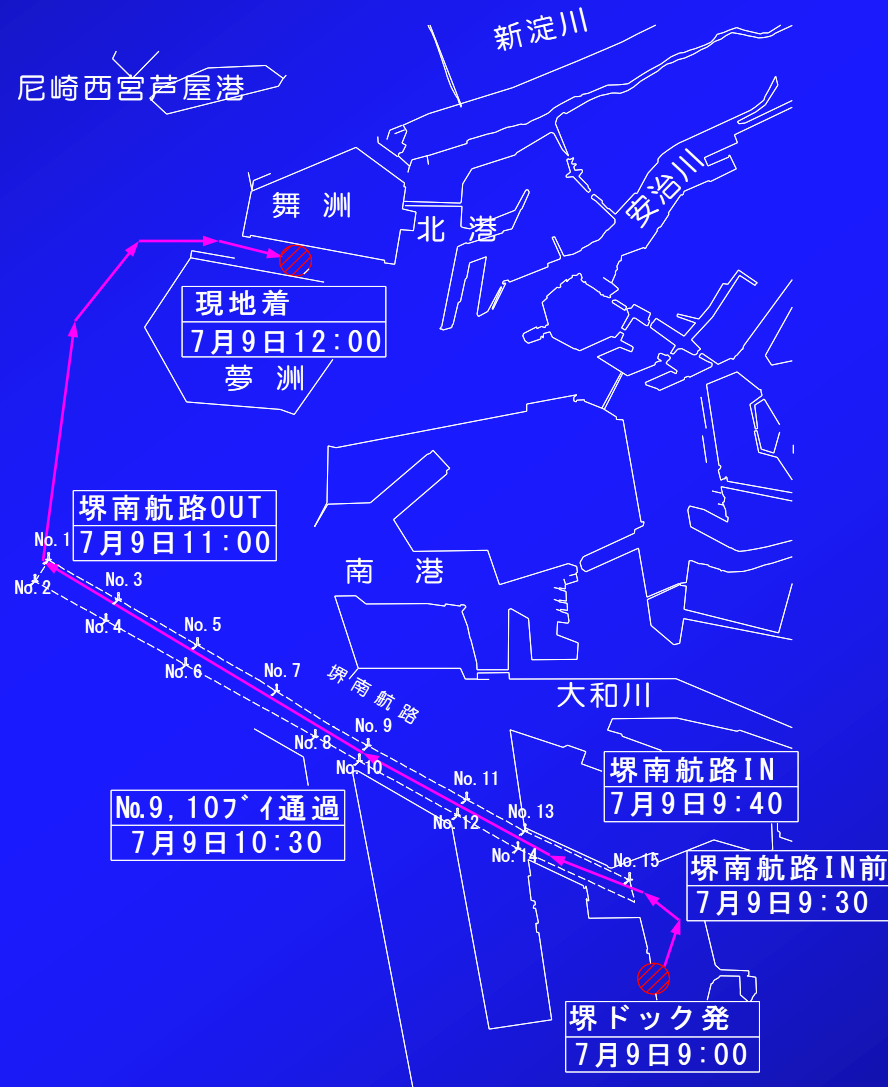 新淀川
尼崎西宮芦屋港
安治川
舞 洲
北 港
現地着
7月9日12:00
夢 洲
堺南航路OUT
7月9日11:00
No.1
No.2
No.3
No.4
No.5
No.6
南 港
No.7
堺南航路
大和川
No.8
No.9
No.10
堺南航路IN
7月9日9:40
No.11
No.9,10ブイ通過
7月9日10:30
No.12
No.13
No.14
No.15
堺南航路IN前
7月9日9:30
堺ドック発
7月9日9:00